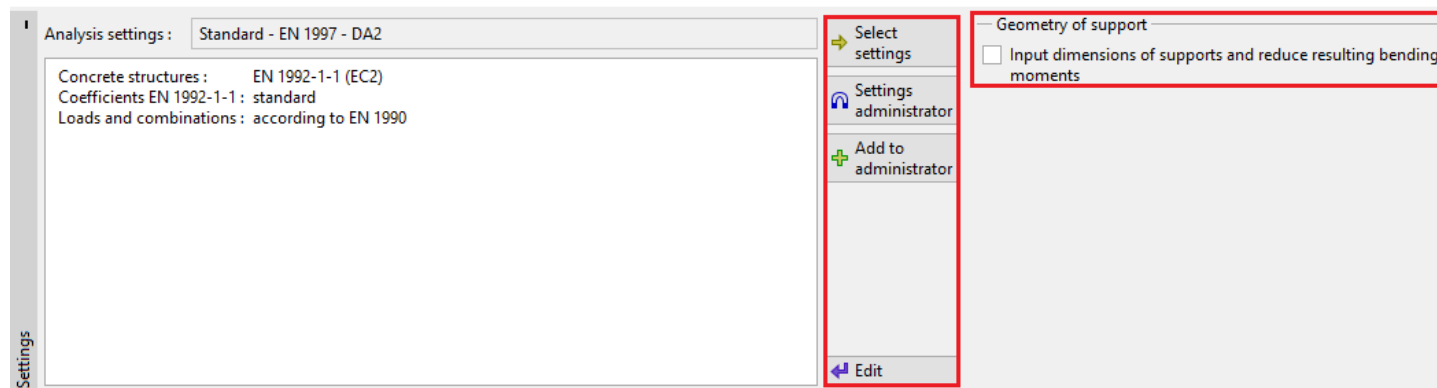 Analysis settings : Standard - EN 1997 - DA2
Concrete structures : EN 1992-1-1 (EC2)
Coefficients EN 1992-1-1 : standard
Loads and combinations : according to EN 1990
Settings
Select
settings
Settings
administrator
Add to
administrator
Edit
Geometry of support
Input dimensions of supports and reduce resulting bending
moments